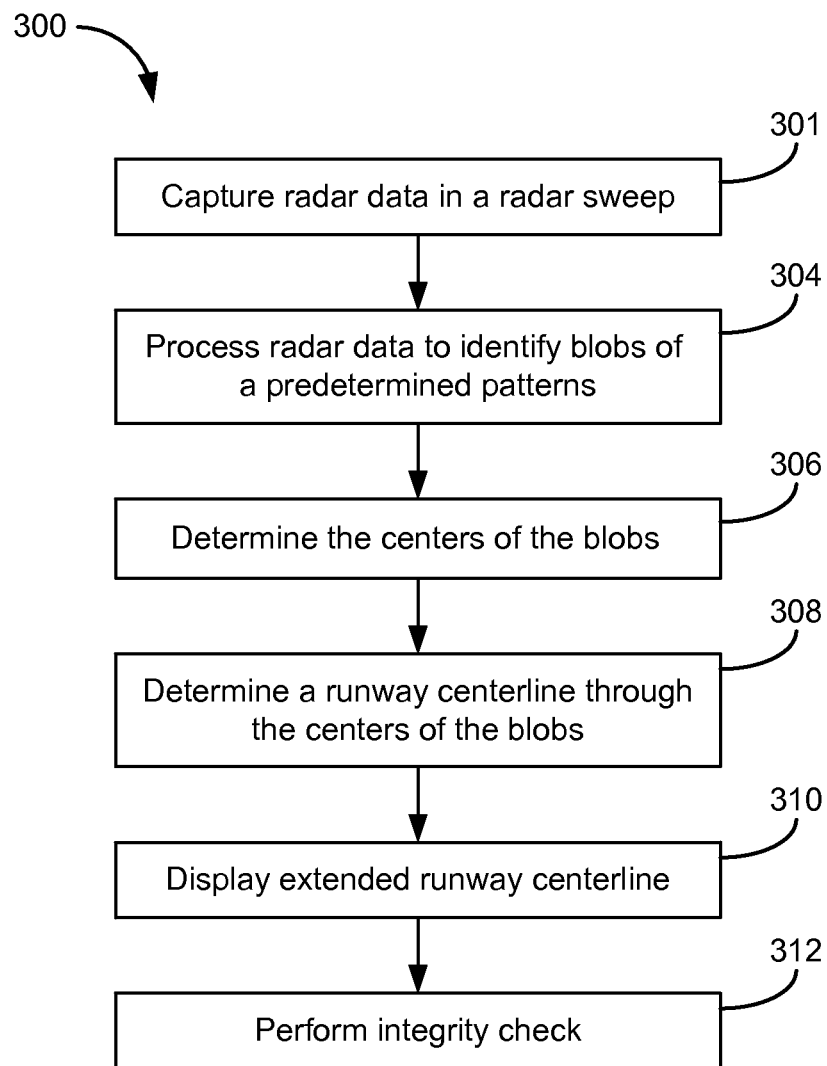 300
301
Capture radar data in a radar sweep
304
Process radar data to identify blobs of
a predetermined patterns
306
Determine the centers of the blobs
308
Determine a runway centerline through
the centers of the blobs
310
Display extended runway centerline
312
Perform integrity check